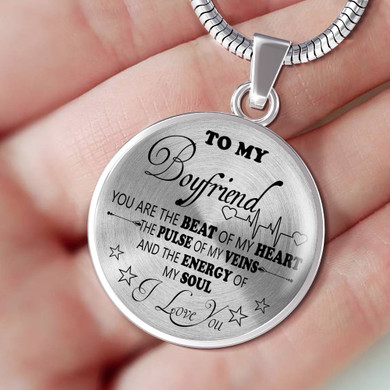 TO MY
Boyfriend
YOU ARE THE BEAT OF MY HEART
THE PULSE OF MY VEINS
AND THE ENERGY OF
MY SOUL
I Love You